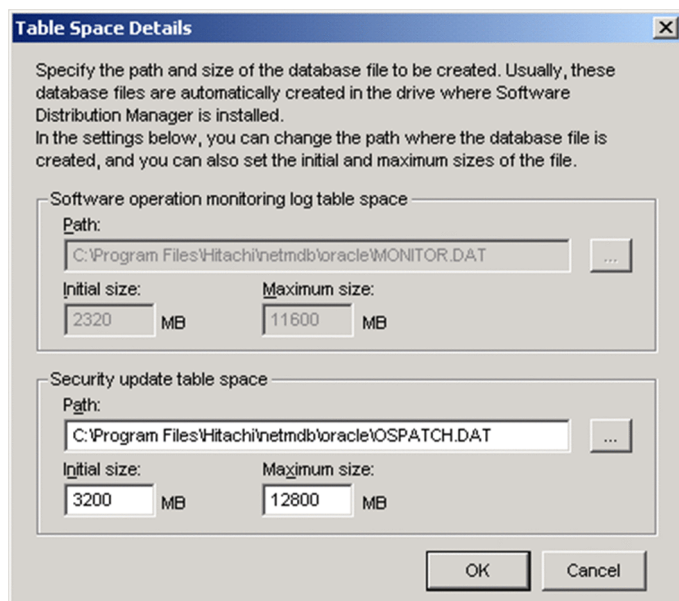 Table Space Details
Specify the path and size of the database file to be created. Usually, these
database files are automatically created in the drive where Software
Distribution Manager is installed.
In the settings below, you can change the path where the database file is
created, and you can also set the initial and maximum sizes of the file.
Software operation monitoring log table space
Path:
C:\Program Files\Hitachi\netmdb\oracle\MONITOR.DAT ...
Initial size: Maximum size:
2320 MB 11600 MB
Security update table space
Path:
C:\Program Files\Hitachi\netmdb\oracle\OSPATCH.DAT ...
Initial size: Maximum size:
3200 MB 12800 MB
OK Cancel